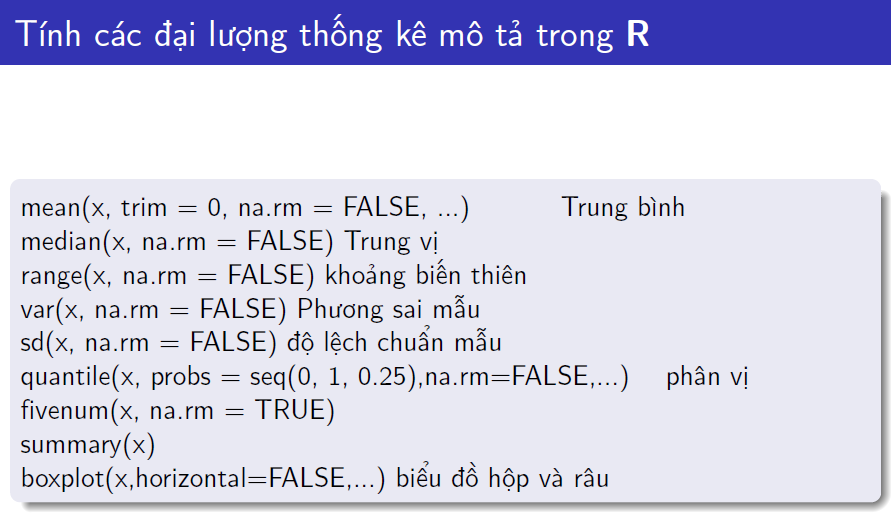 Tính các đại lượng thống kê mô tả trong R
mean(x, trim = 0, na.rm = FALSE, ...) Trung bình
median(x, na.rm = FALSE) Trung vị
range(x, na.rm = FALSE) khoảng biến thiên
var(x, na.rm = FALSE) Phương sai mẫu
sd(x, na.rm = FALSE) độ lệch chuẩn mẫu
quantile(x, probs = seq(0, 1, 0.25),na.rm=FALSE,...) phân vị
fivenum(x, na.rm = TRUE)
summary(x)
boxplot(x,horizontal=FALSE,...) biểu đồ hộp và râu